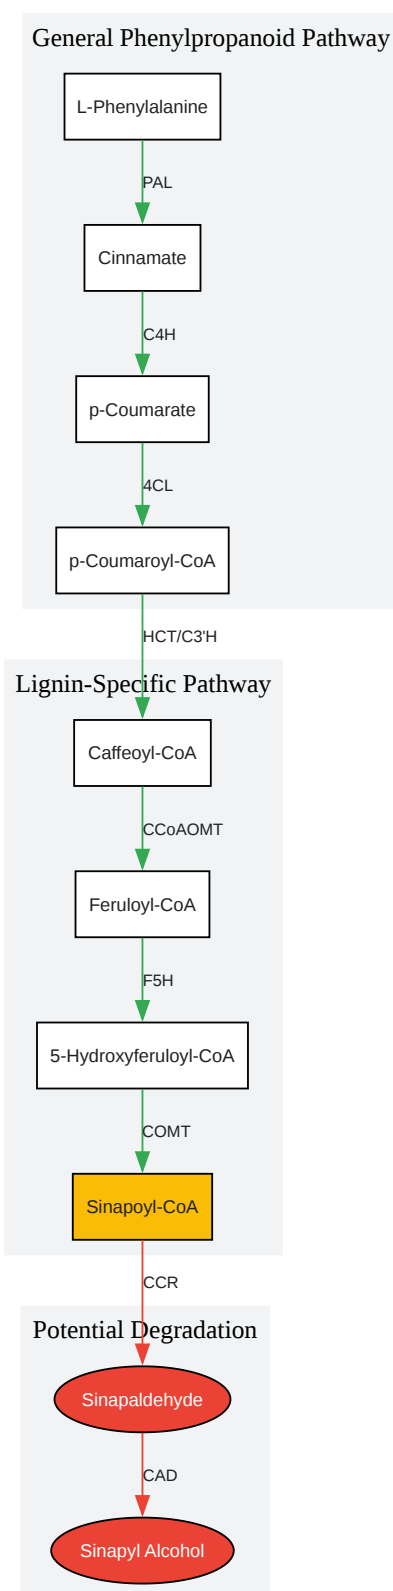 General Phenylpropanoid Pathway
L-Phenylalanine
PAL
Cinnamate
C4H
p-Coumarate
4CL
p-Coumaroyl-CoA
HCT/C3'H
Lignin-Specific Pathway
Caffeoyl-CoA
CCoAOMT
Feruloyl-CoA
F5H
5-Hydroxyferuloyl-CoA
COMT
Sinapoyl-CoA
CCR
Potential Degradation
Sinapaldehyde
CAD
Sinapyl Alcohol